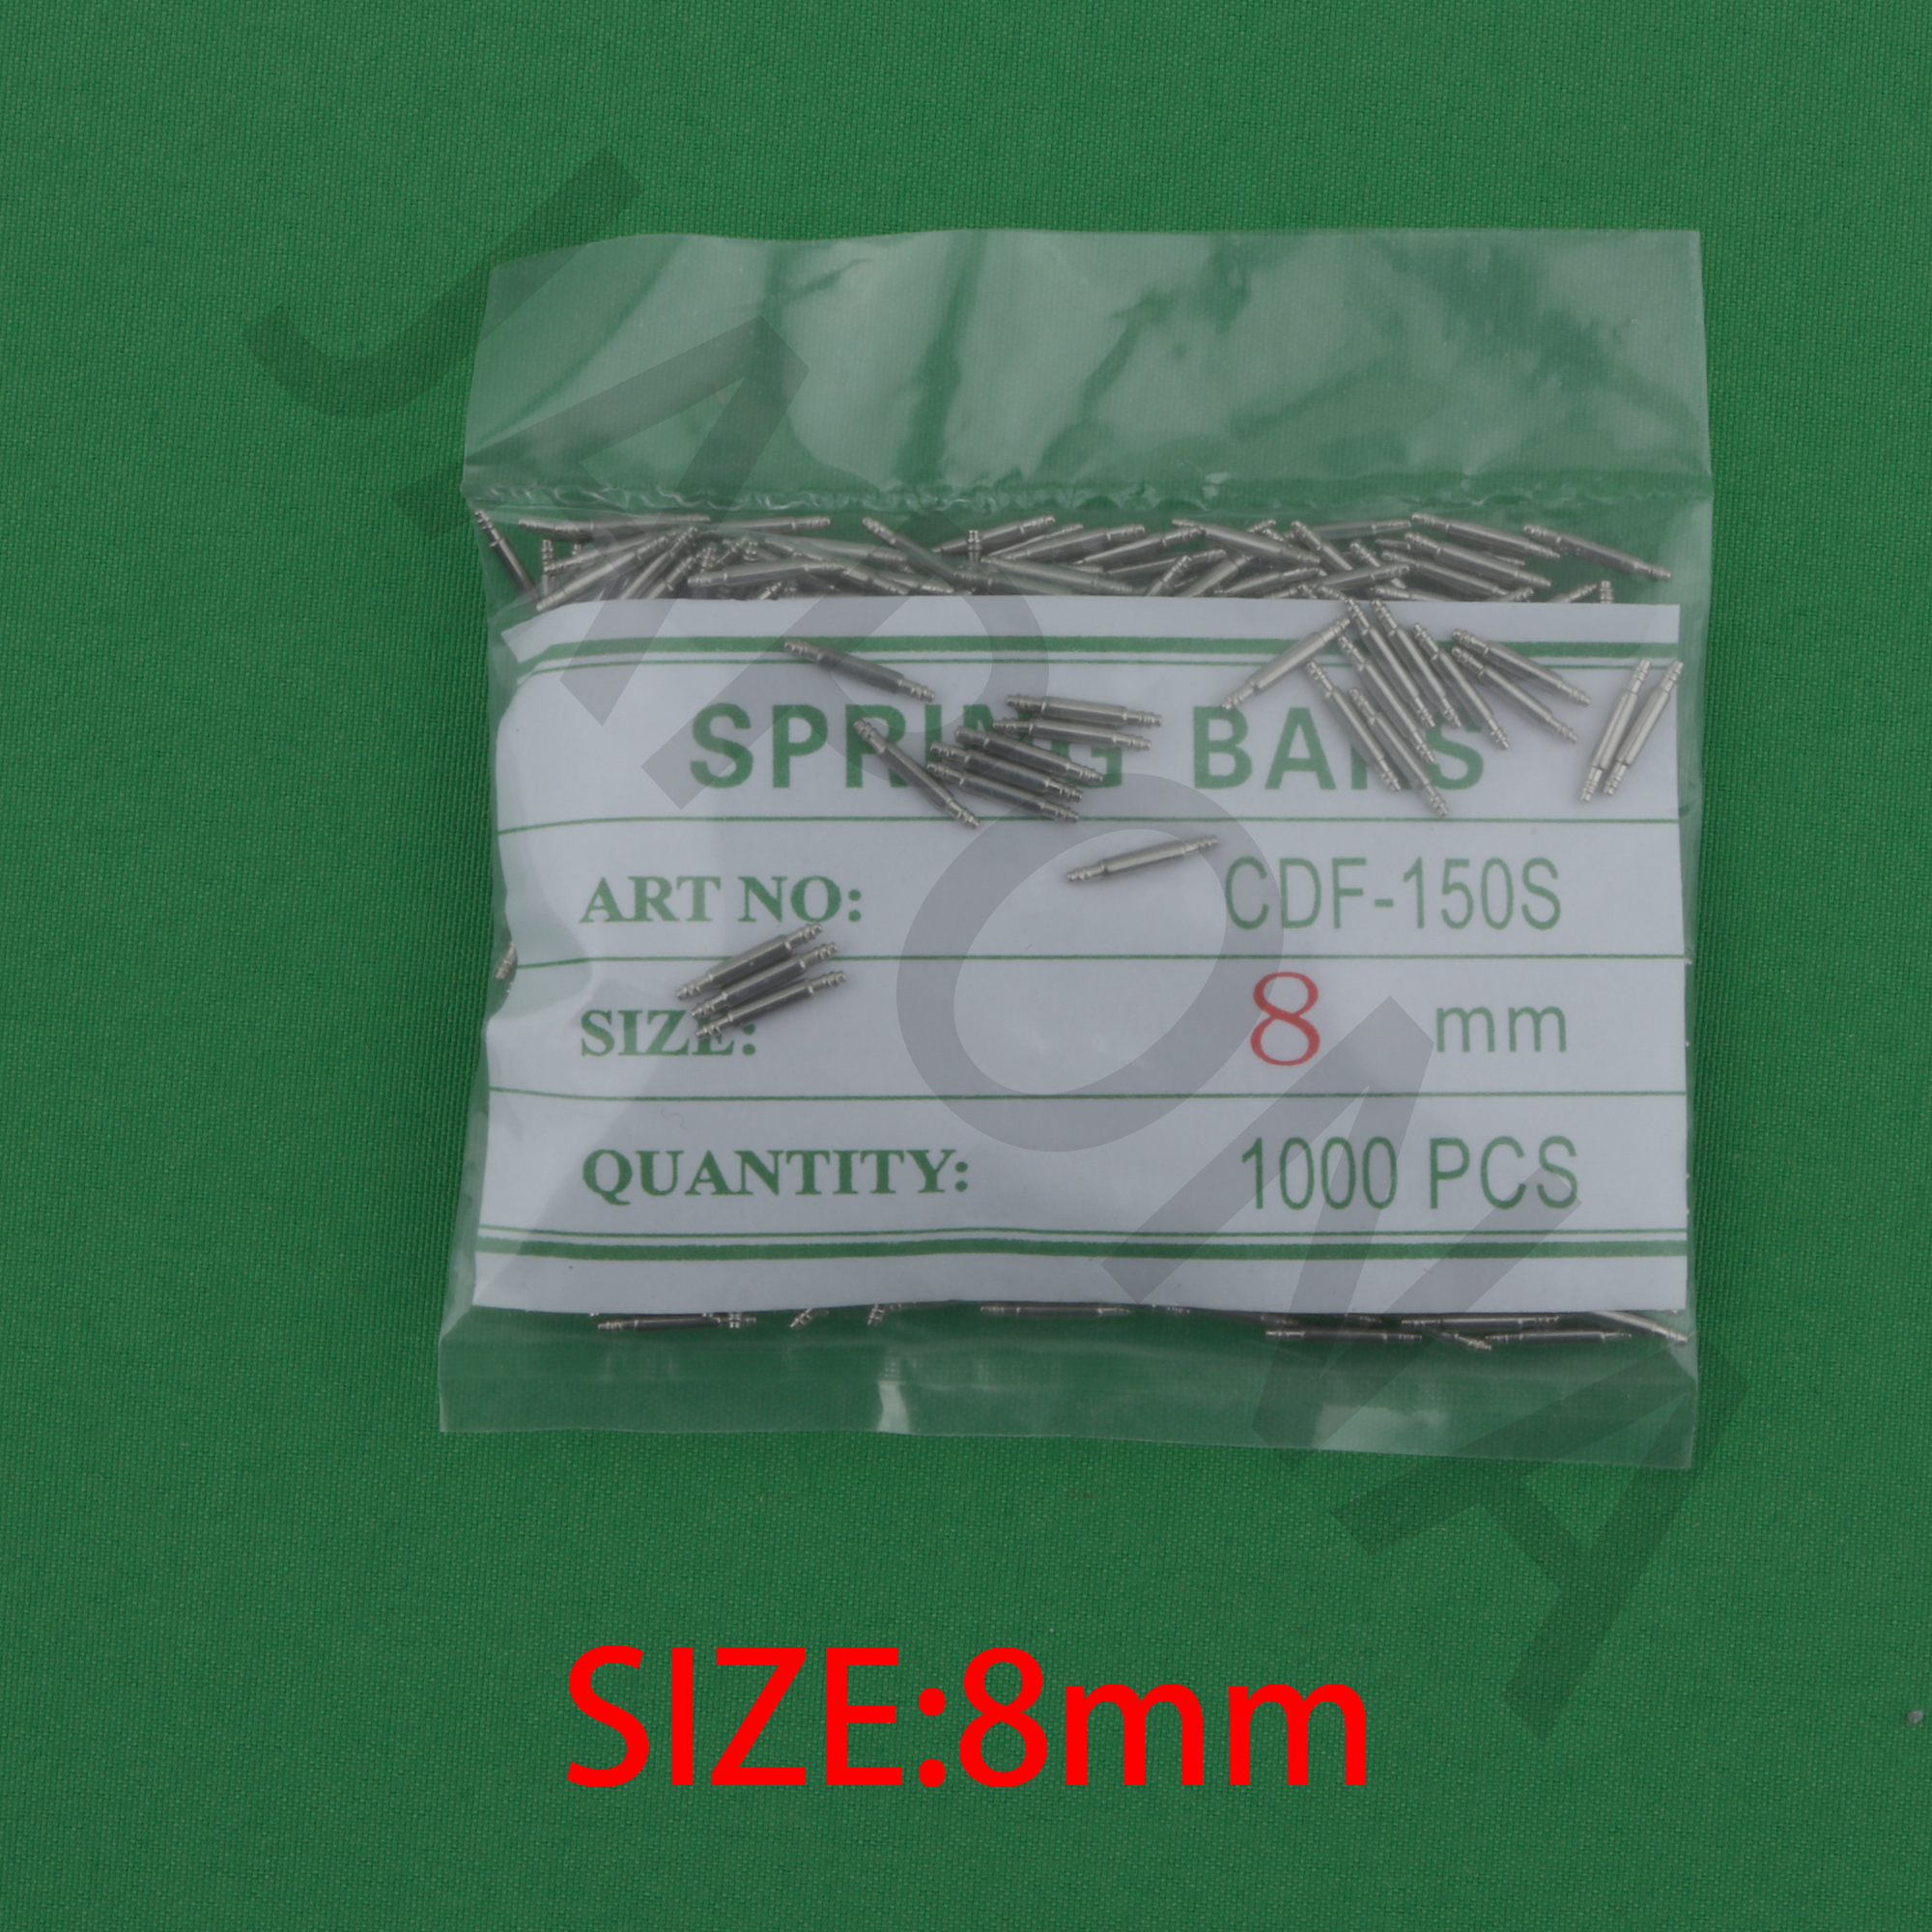 SPRING BARS
ART NO: CDF-150S
SIZE: 8 mm
QUANTITY: 1000 PCS
SIZE:8mm